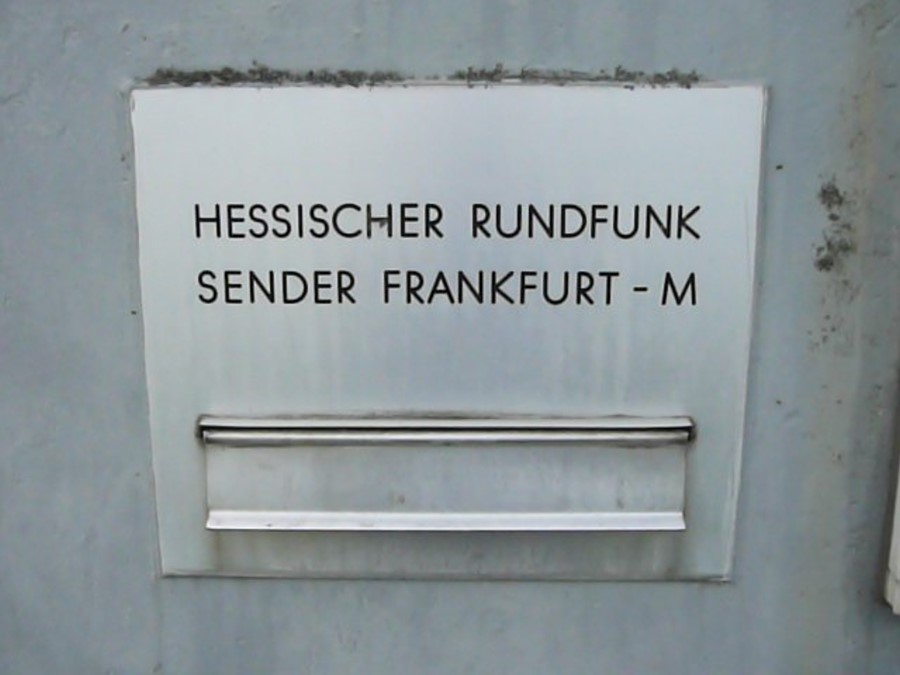 HESSISCHER RUNDFUNK
SENDER FRANKFURT - M